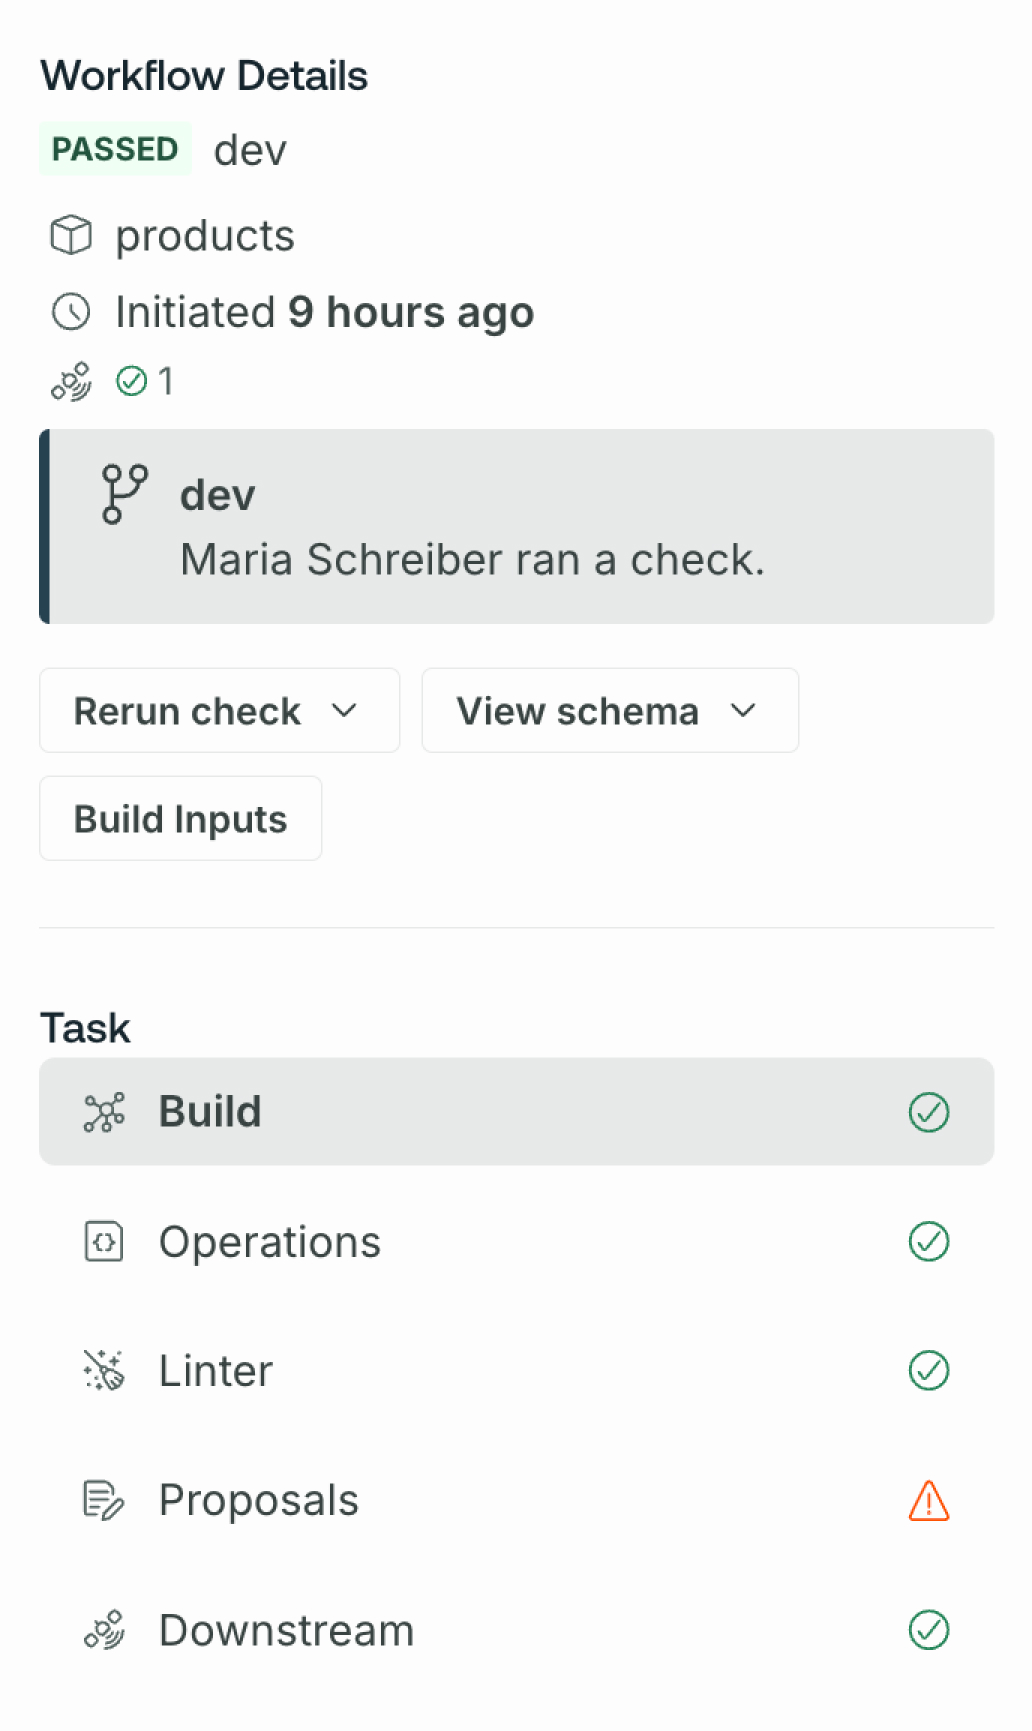 Workflow Details
PASSED dev
products
Initiated 9 hours ago
1
dev
Maria Schreiber ran a check.
Rerun check View schema
Build Inputs
Task
Build
Operations
Linter
Proposals
Downstream